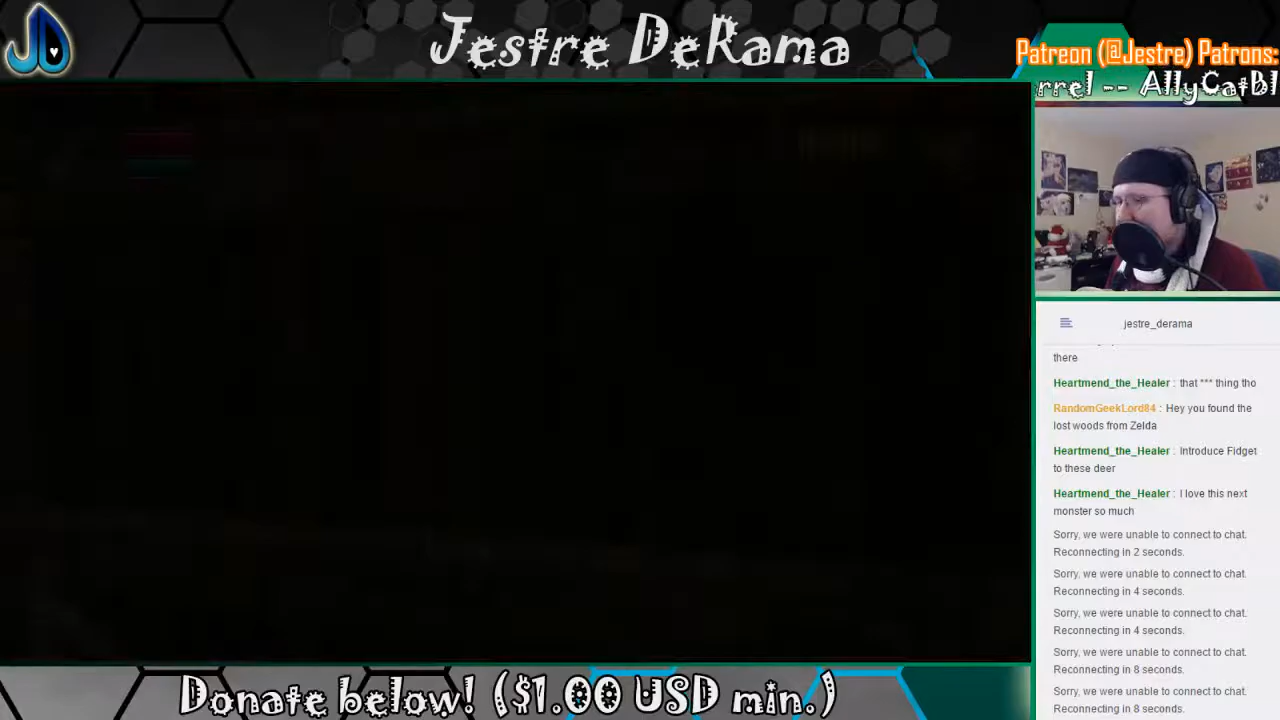 JD
Jestre DeRama
Patreon (@Jestre) Patrons:
rrel -- AllyCatBl
jestre_derama
there
Heartmend_the_Healer : that *** thing tho
RandomGeekLord84 : Hey you found the
lost woods from Zelda
Heartmend_the_Healer : Introduce Fidget
to these deer
Heartmend_the_Healer : I love this next
monster so much
Sorry, we were unable to connect to chat.
Reconnecting in 2 seconds.
Sorry, we were unable to connect to chat.
Reconnecting in 4 seconds.
Sorry, we were unable to connect to chat.
Reconnecting in 4 seconds.
Sorry, we were unable to connect to chat.
Reconnecting in 8 seconds.
Sorry, we were unable to connect to chat.
Reconnecting in 8 seconds.
Donate below! ($1.00 USD min.)